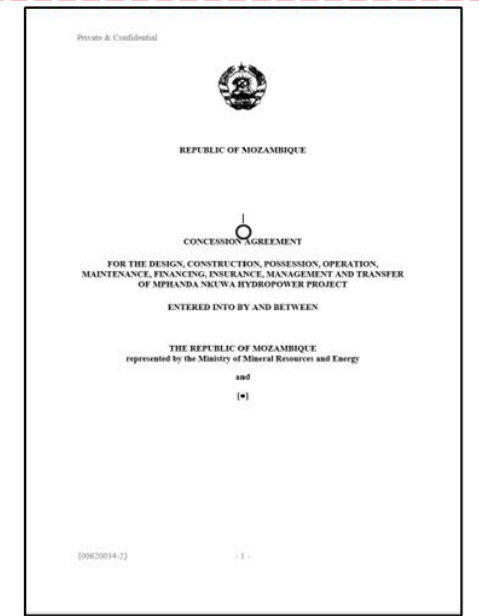 Private & Confidential
REPUBLIC OF MOZAMBIQUE
CONCESSION AGREEMENT
FOR THE DESIGN, CONSTRUCTION, POSSESSION, OPERATION,
MAINTENANCE, FINANCING, INSURANCE, MANAGEMENT AND TRANSFER
OF MPHANDA NKUWA HYDROPOWER PROJECT
ENTERED INTO BY AND BETWEEN
THE REPUBLIC OF MOZAMBIQUE
represented by the Ministry of Mineral Resources and Energy
and
[●]
{00820034-2} - 1 -